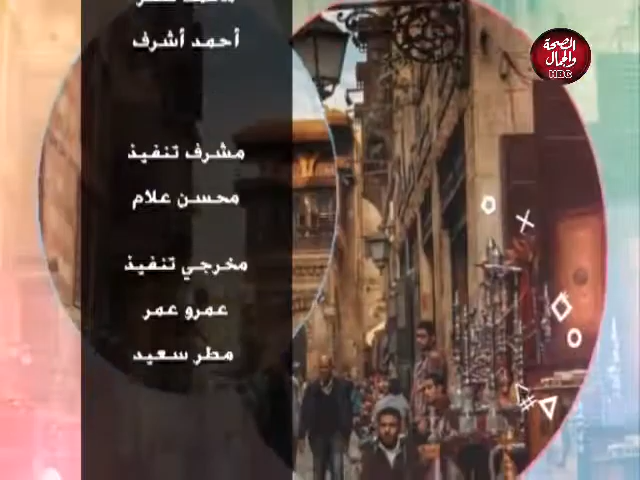 أحمد أشرف
مشرف تنفيذ
محسن علام
مخرجي تنفيذ
عمرو عمر
مطر سعيد
الصحة
والجمال
HBC